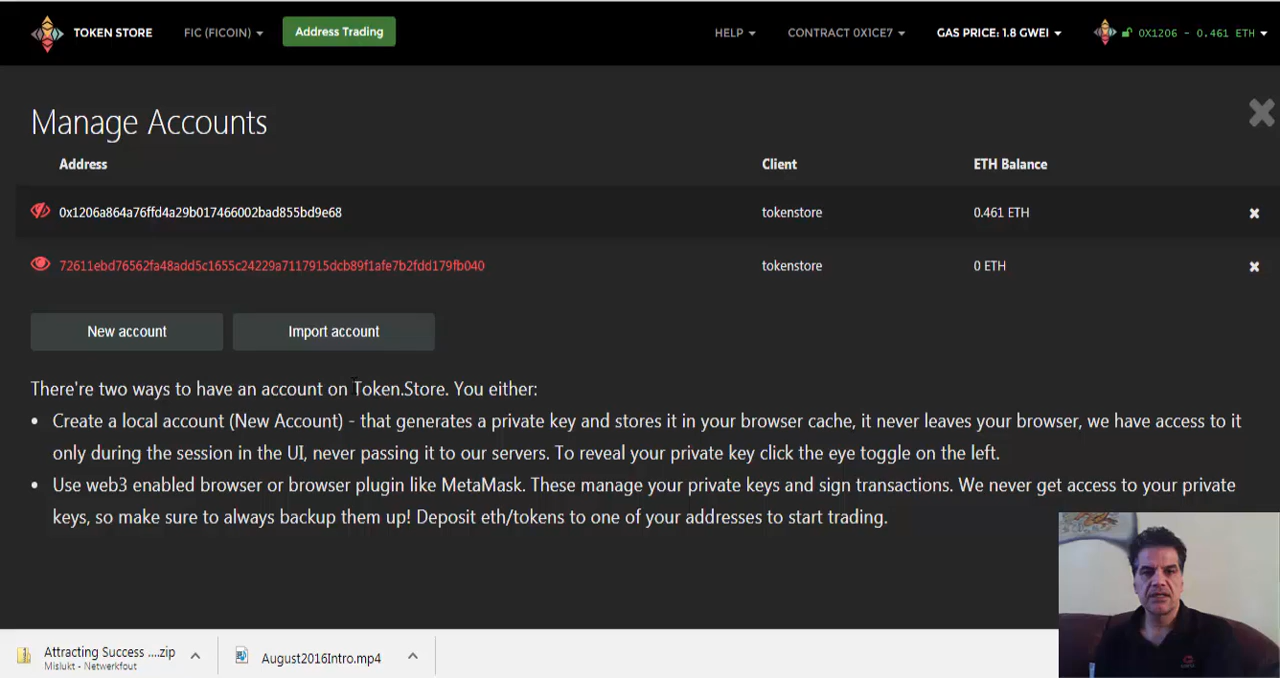 TOKEN STORE FIC (FICOIN) Address Trading HELP CONTRACT 0X1CE7 GAS PRICE: 1.8 GWEI 0X1206 - 0.461 ETH
Manage Accounts
Address Client ETH Balance
0x1206a864a76ffd4a29b017466002bad855bd9e68 tokenstore 0.461 ETH
72611ebd76562fa48add5c1655c24229a7117915dcb89f1afe7b2fdd179fb040 tokenstore 0 ETH
New account Import account
There're two ways to have an account on Token.Store. You either:
• Create a local account (New Account) - that generates a private key and stores it in your browser cache, it never leaves your browser, we have access to it
only during the session in the UI, never passing it to our servers. To reveal your private key click the eye toggle on the left.
• Use web3 enabled browser or browser plugin like MetaMask. These manage your private keys and sign transactions. We never get access to your private
keys, so make sure to always backup them up! Deposit eth/tokens to one of your addresses to start trading.
Attracting Success ....zip
Mislukt - Netwerkfout
August2016Intro.mp4